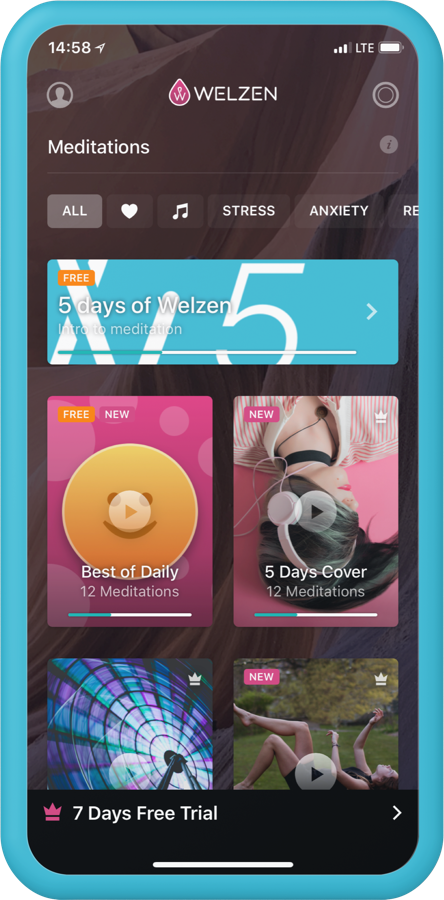 14:58
LTE
WELZEN
Meditations
ALL
STRESS
ANXIETY
RE
FREE
5
5 days of Welzen
Intro to meditation
FREE NEW
Best of Daily
12 Meditations
NEW
5 Days Cover
12 Meditations
NEW
7 Days Free Trial